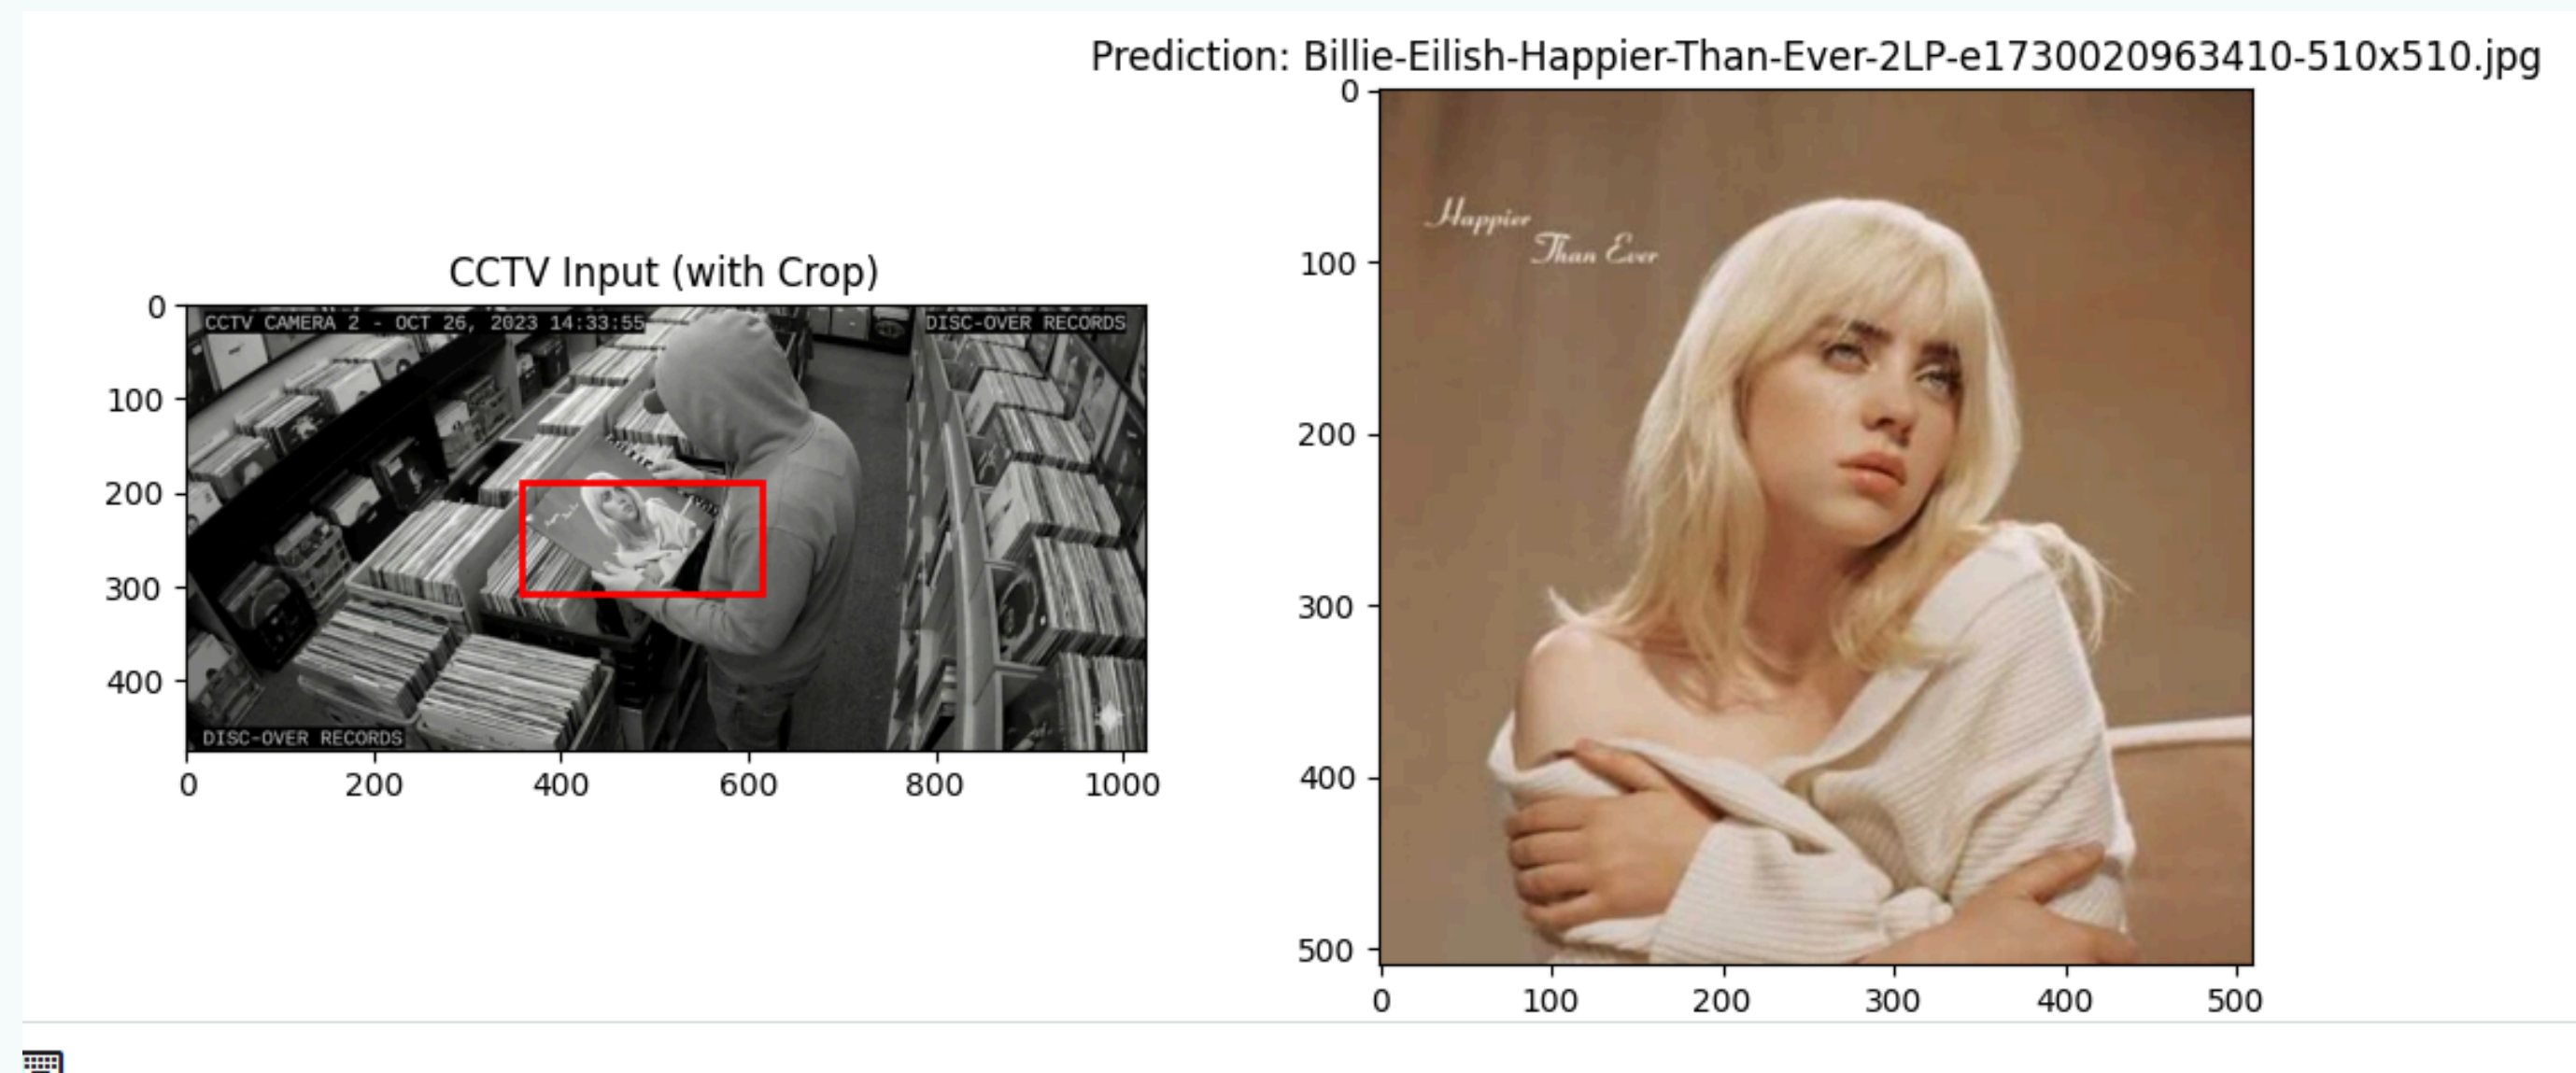 Prediction: Billie-Eilish-Happier-Than-Ever-2LP-e1730020963410-510x510.jpg
CCTV Input (with Crop)
0
100
200
300
400
CCTV CAMERA 2 - OCT 26, 2023 14:33:55
DISC-OVER RECORDS
DISC-OVER RECORDS
0 200 400 600 800 1000
0
100
200
300
400
500
Happier
Than Ever
0 100 200 300 400 500